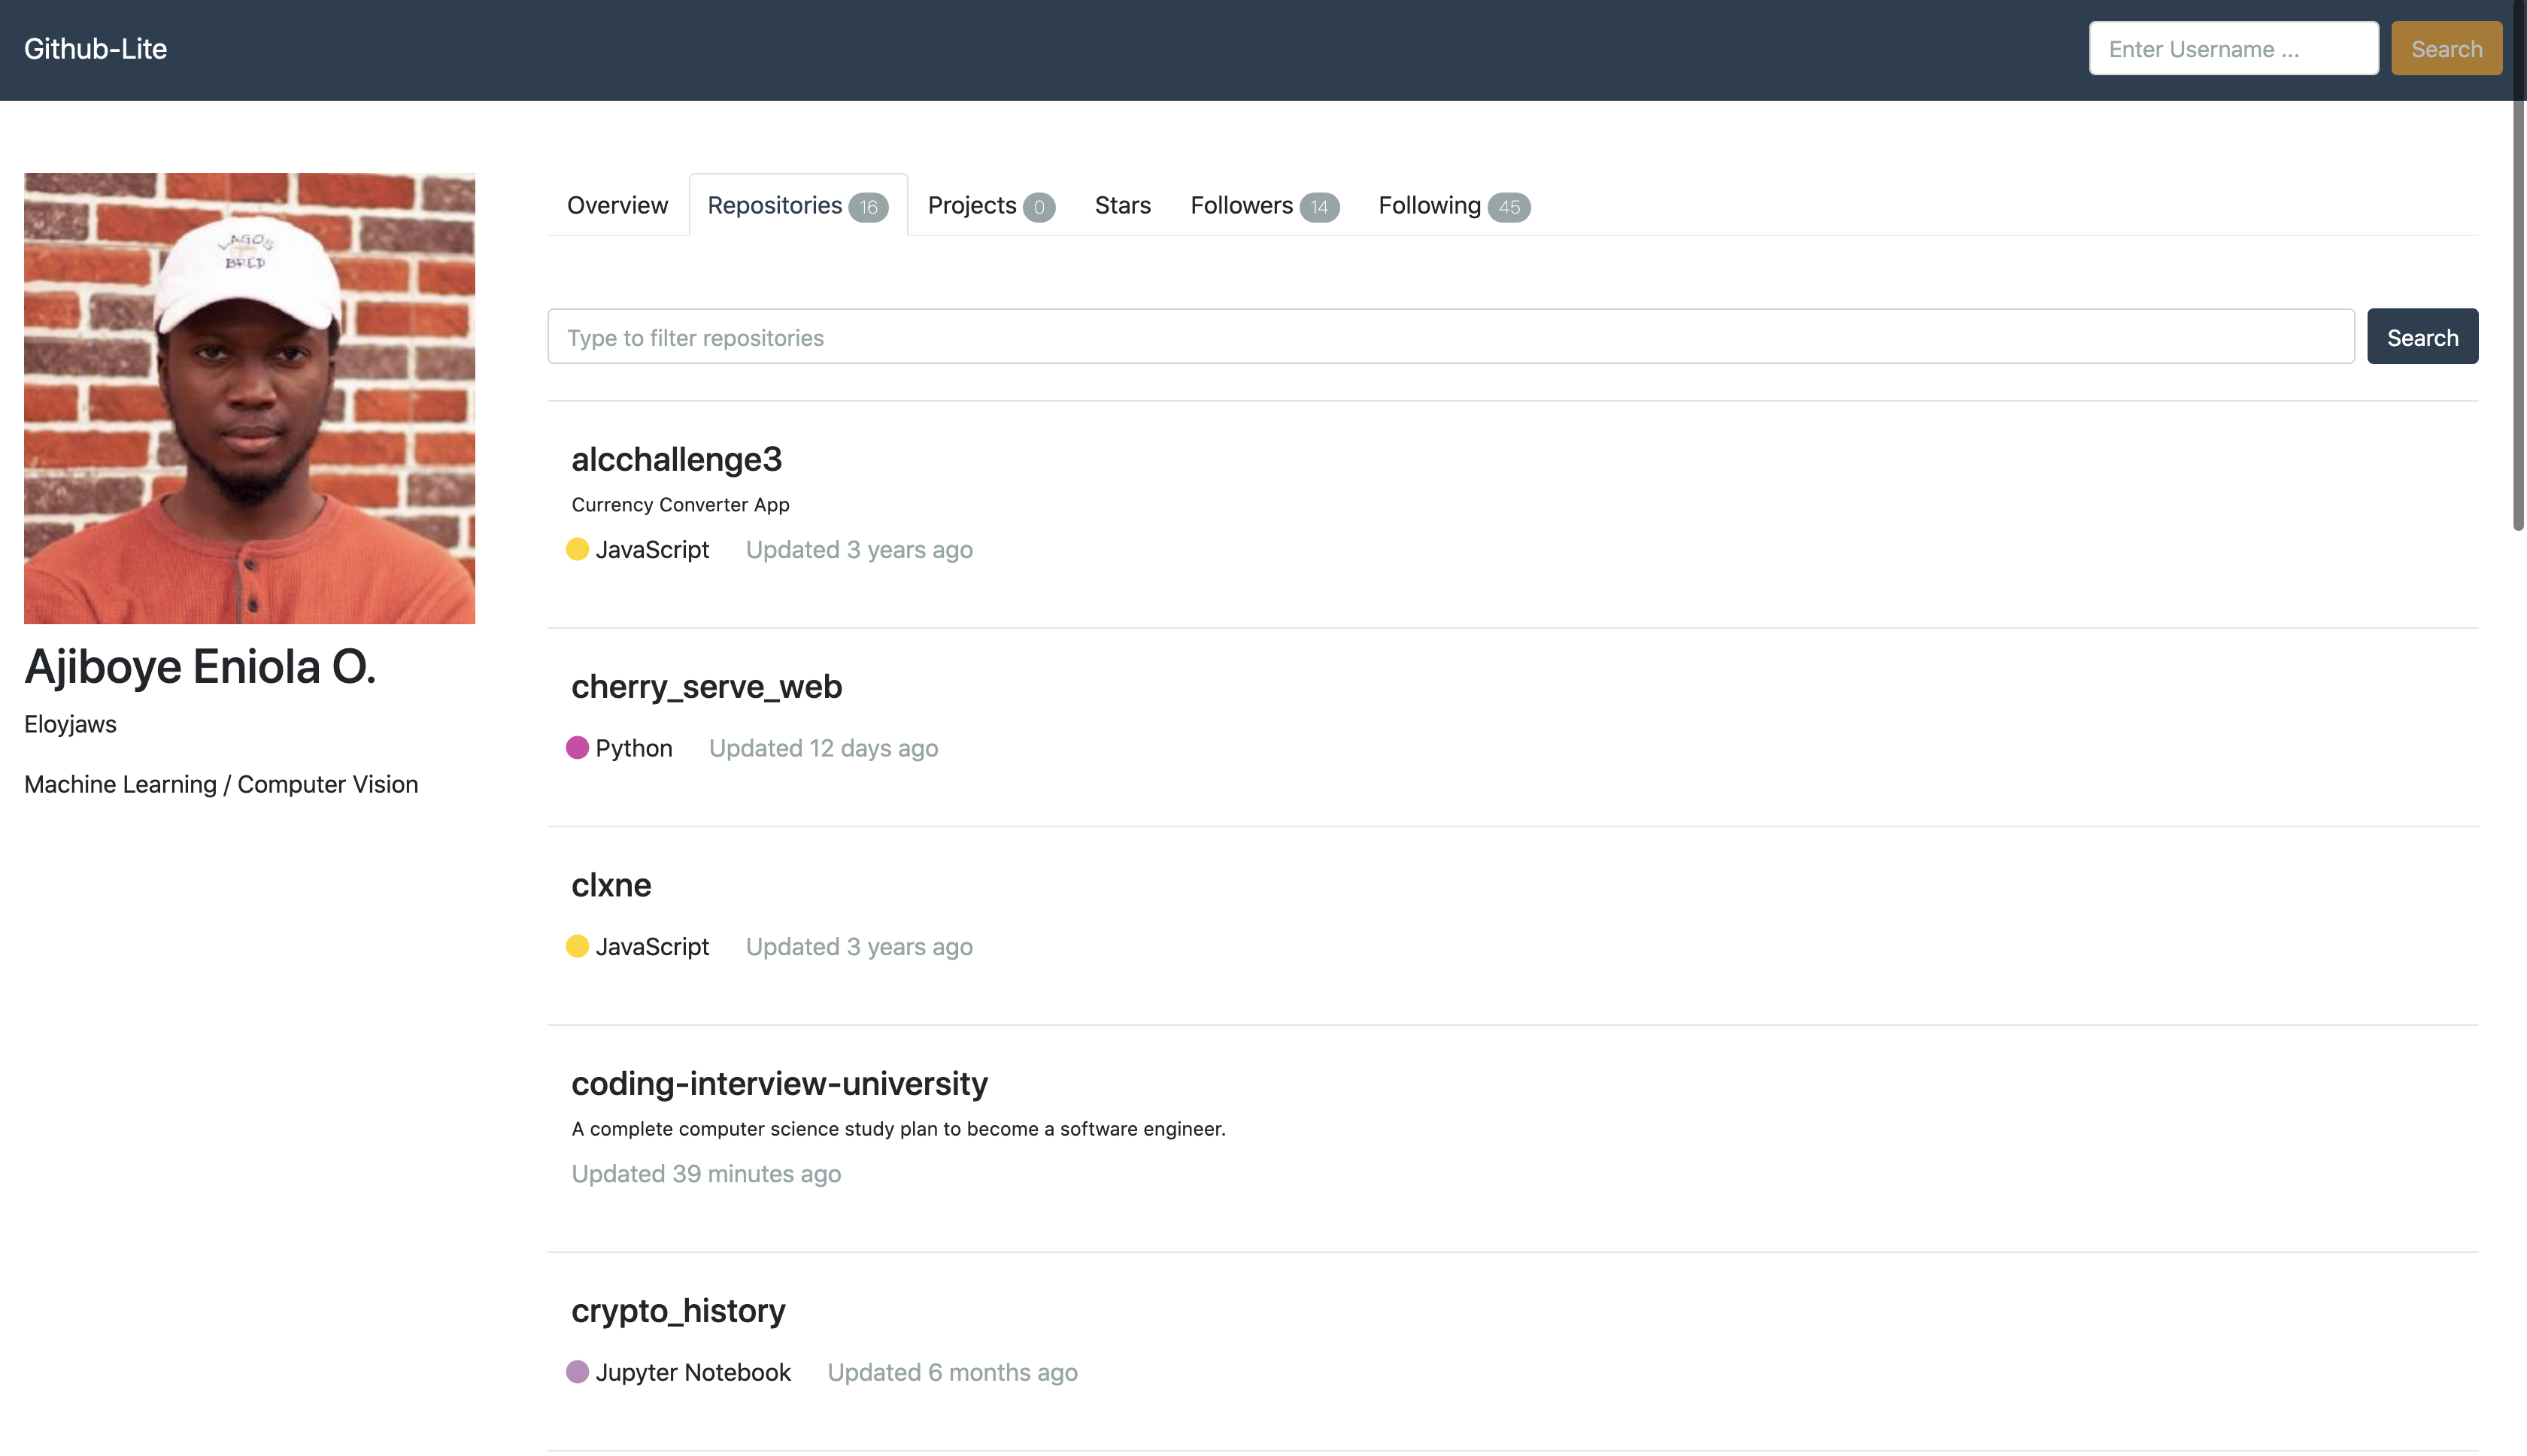 Github-Lite
Enter Username ...
Search
LAGOS
BRED
Overview
Repositories 16
Projects 0
Stars
Followers 14
Following 45
Type to filter repositories
Search
alcchallenge3
Currency Converter App
JavaScript Updated 3 years ago
Ajiboye Eniola O.
Eloyjaws
Machine Learning / Computer Vision
cherry_serve_web
Python Updated 12 days ago
clxne
JavaScript Updated 3 years ago
coding-interview-university
A complete computer science study plan to become a software engineer.
Updated 39 minutes ago
crypto_history
Jupyter Notebook Updated 6 months ago